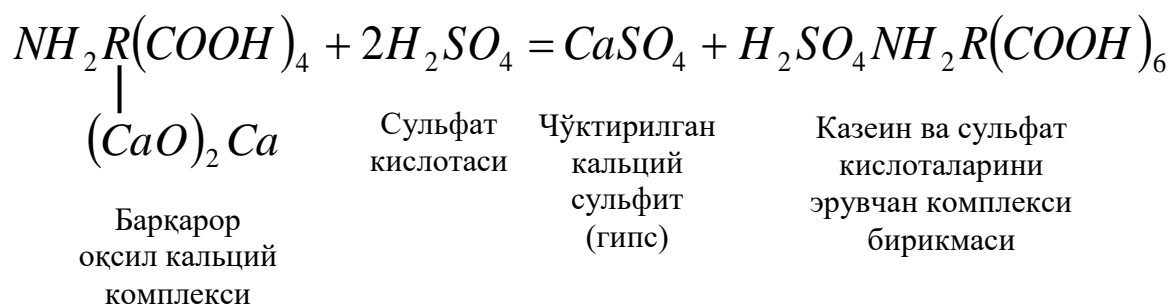 NH₂R(COOH)₄ + 2H₂SO₄ = CaSO₄ + H₂SO₄NH₂R(COOH)₆
(CaO)₂Ca
Барқарор
оқсил кальций
комплекси
Сульфат
кислотаси
Чўктирилган
кальций
сульфит
(гипс)
Казеин ва сульфат
кислоталарини
эрувчан комплекси
бирикмаси